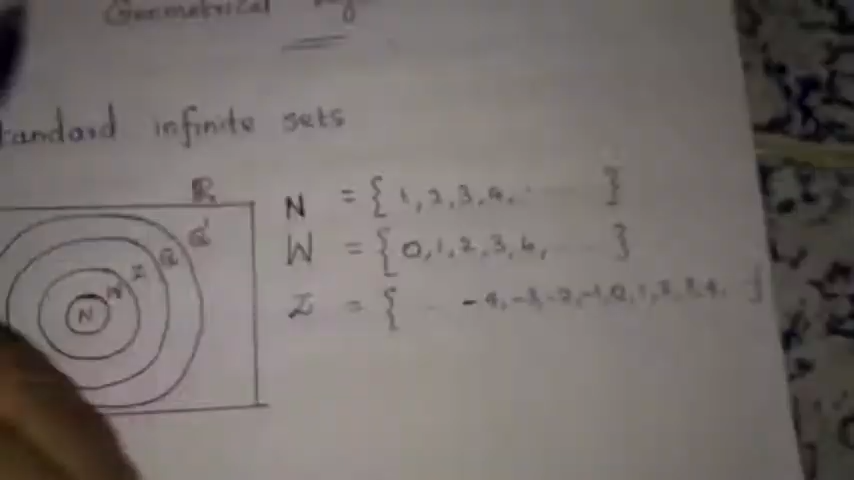 Geometrical
standard infinite sets
R
Q'
Q
Z
W
N
N = { 1, 2, 3, 4, ...... }
W = { 0, 1, 2, 3, 4, ..... }
Z = { ... -4, -3, -2, -1, 0, 1, 2, 3, 4, }